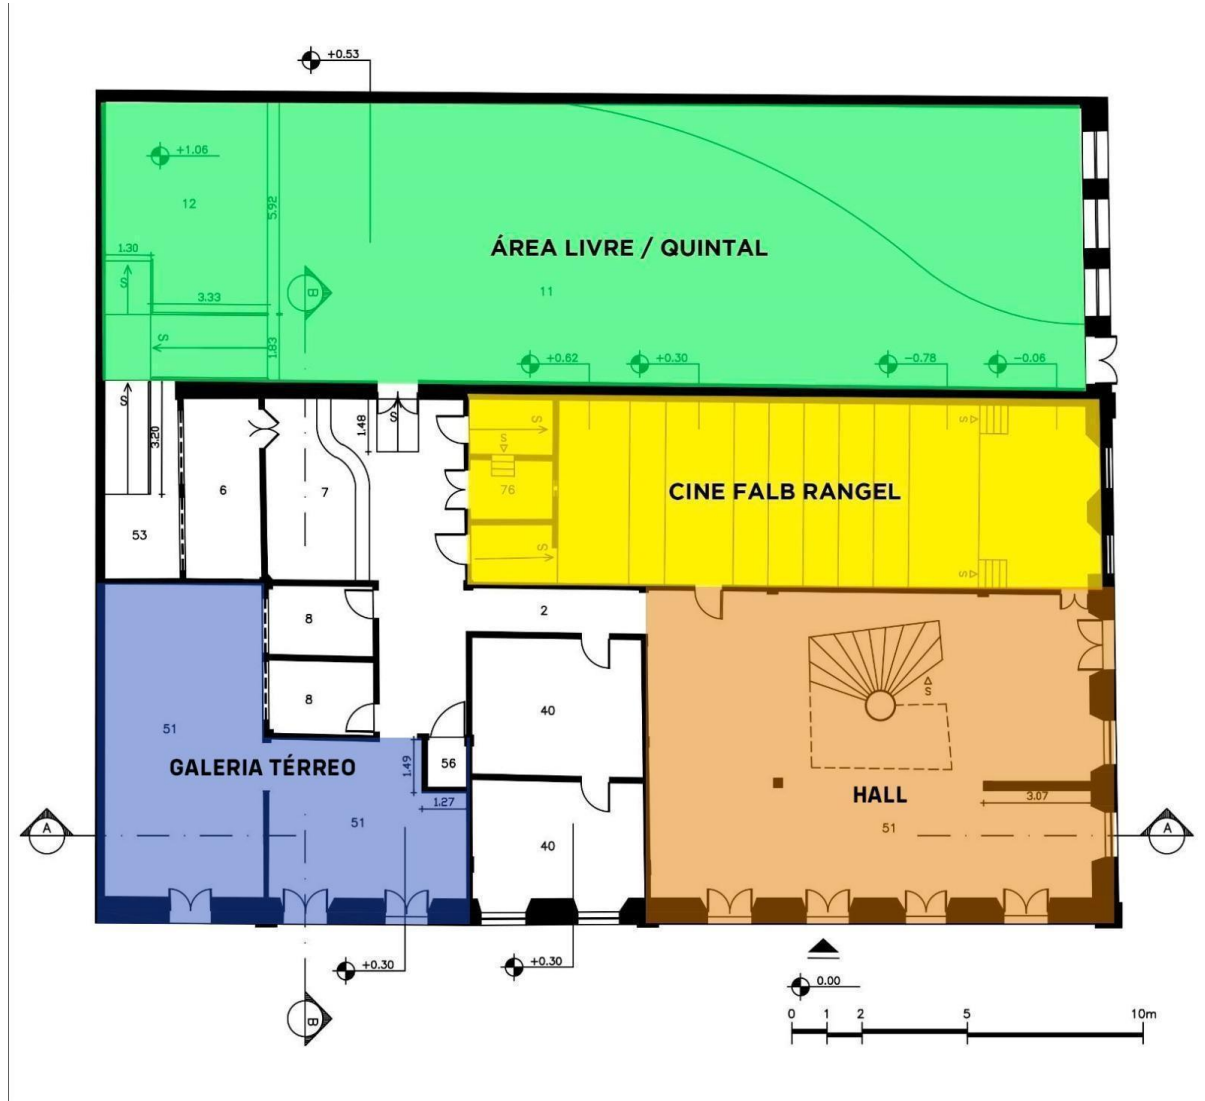 +0.53
+1.06
12
5.92
1.30
ÁREA LIVRE / QUINTAL
S
B
11
3.33
S
1.83
+0.62
+0.30
-0.78
-0.06
S
3.20
1.48
S
S
S
S
6
7
76
CINE FALB RANGEL
53
S
S
8
2
8
40
S
51
GALERIA TÉRREO
1.49
56
1.27
HALL
3.07
A
51
40
51
A
+0.30
+0.30
0.00
B
0 1 2 5 10m